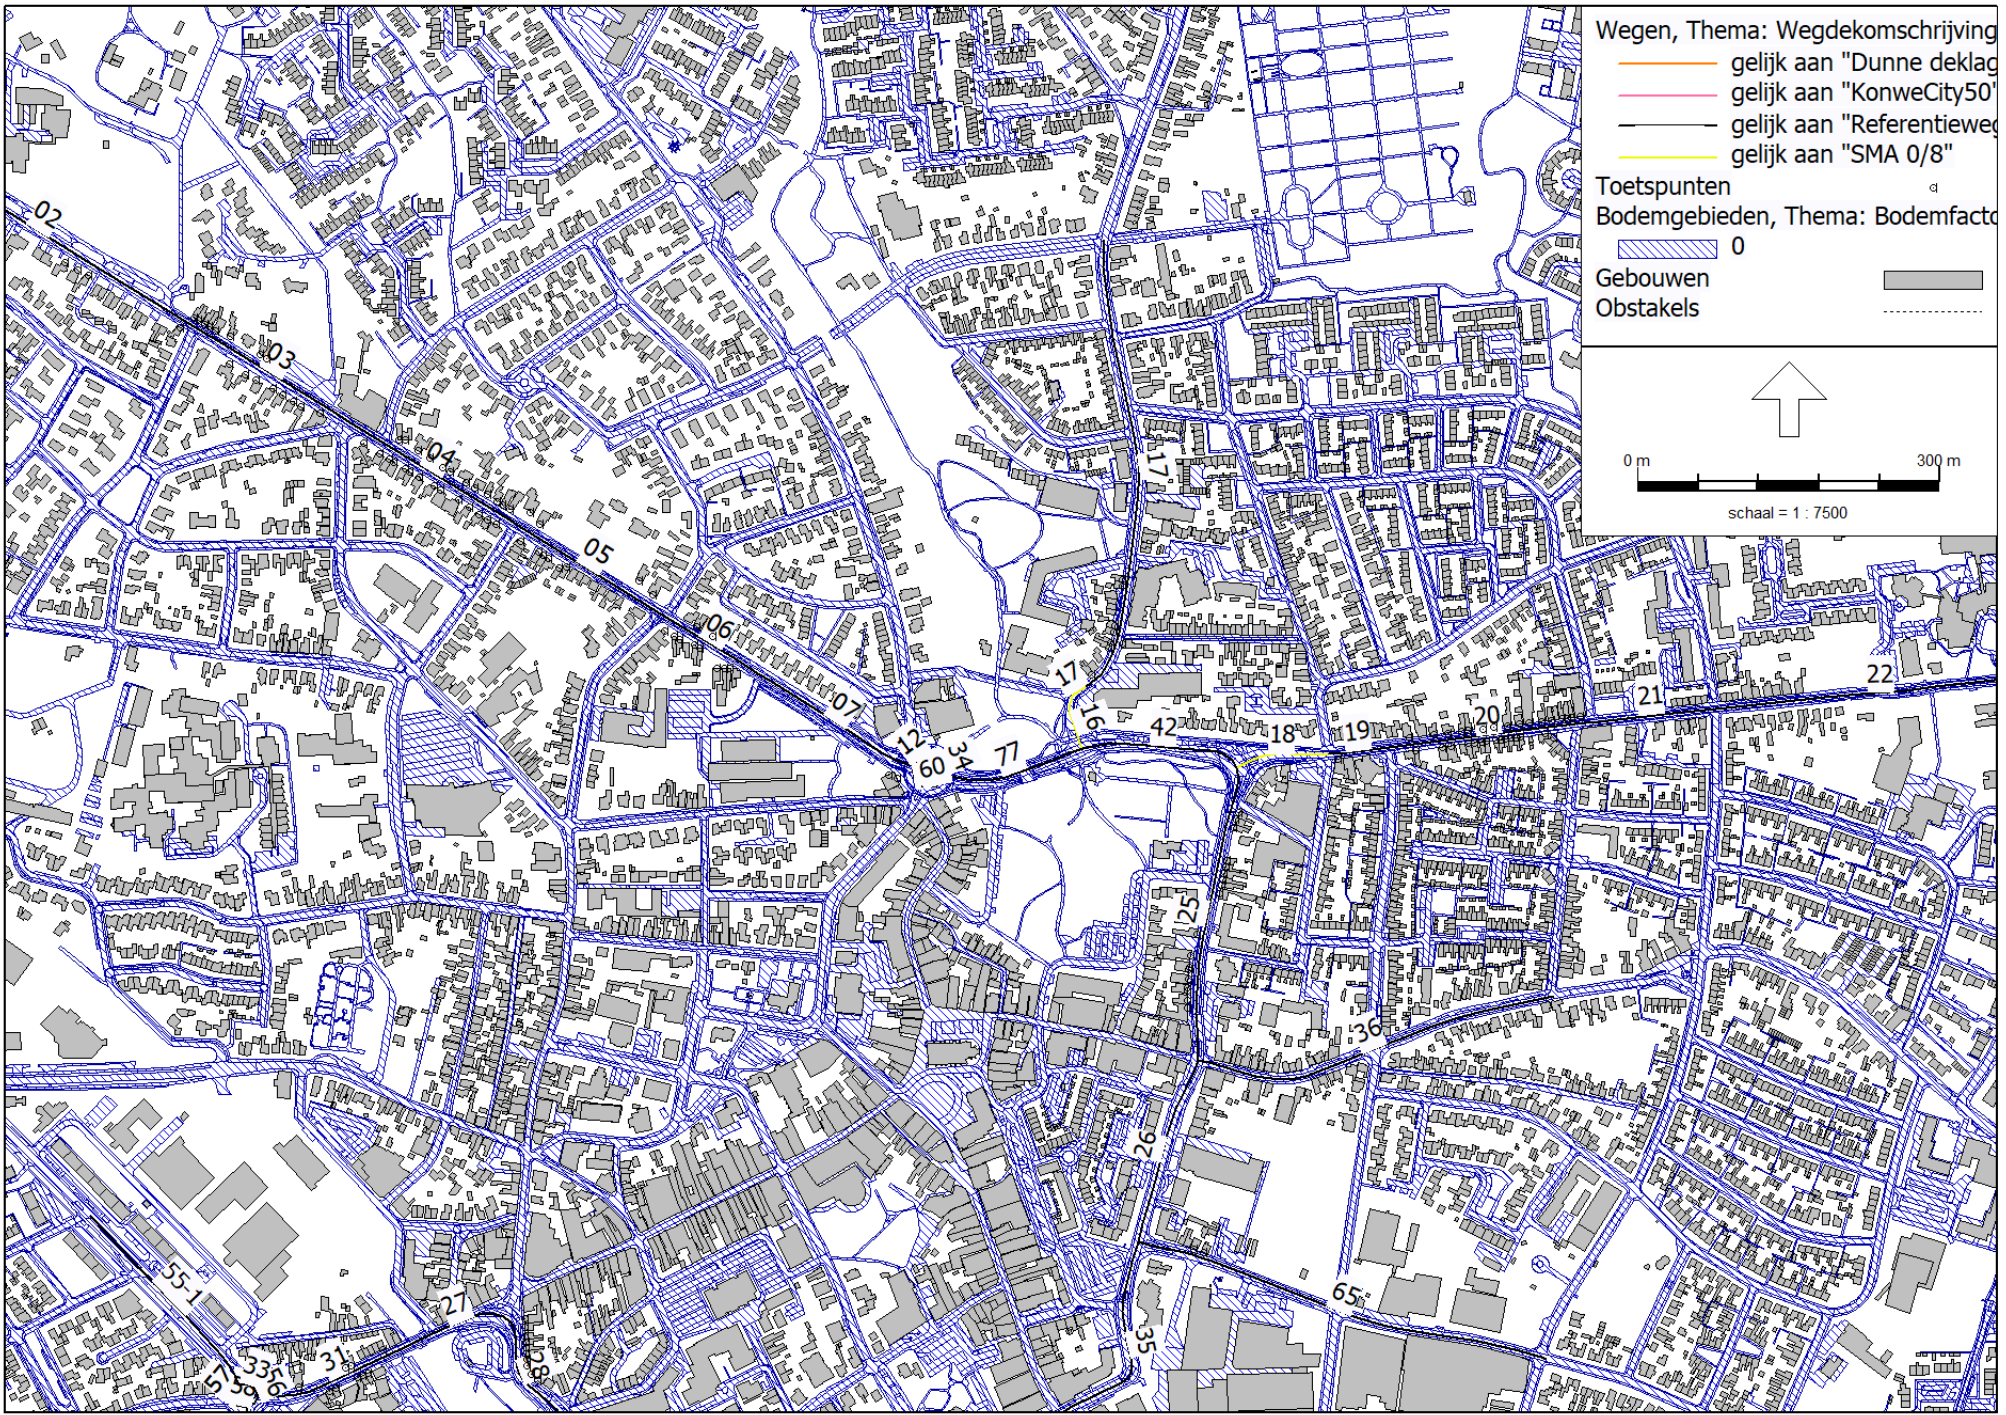 Wegen, Thema: Wegdekomschrijving
gelijk aan "Dunne deklag
gelijk aan "KonweCity50"
gelijk aan "Referentieweg
gelijk aan "SMA 0/8"
Toetspunten
Bodemgebieden, Thema: Bodemfacto
0
Gebouwen
Obstakels
0 m
300 m
schaal = 1 : 7500
02
03
04
17
05
06
17
22
21
07
16
42
20
12
34
77
18
19
60
25
36
26
55-1
27
65
31
35
28
57
33
56